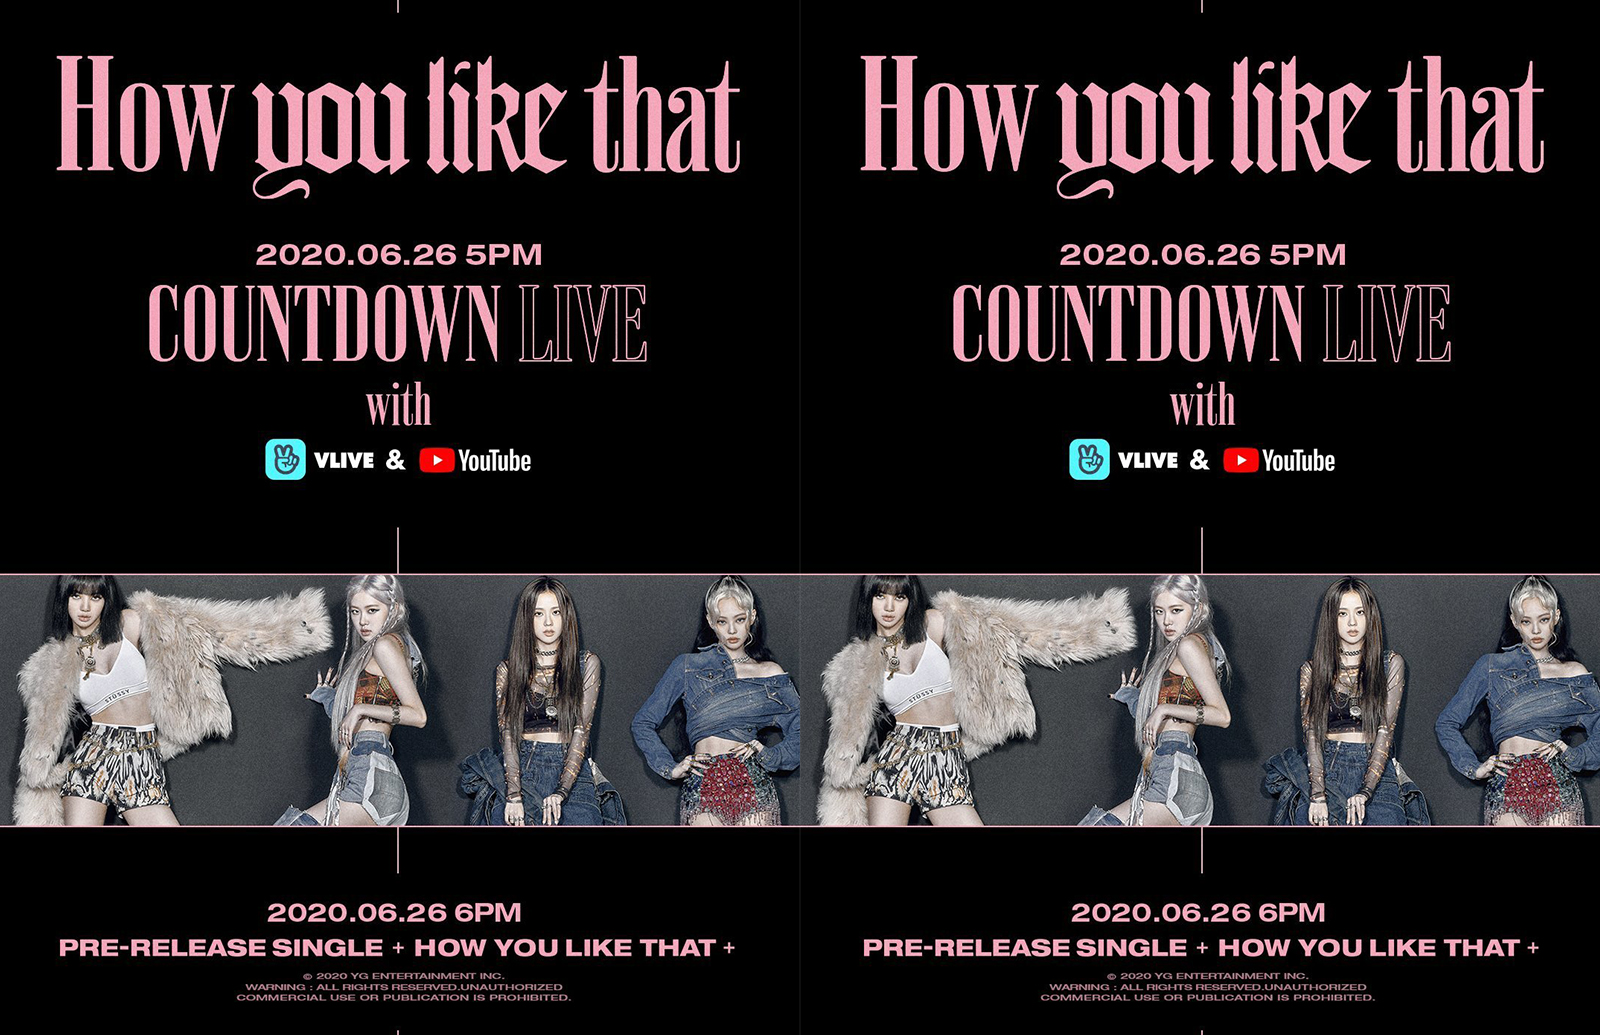 How you like that
2020.06.26 5PM
COUNTDOWN LIVE
with
VLIVE & YouTube
STÜSSY
2020.06.26 6PM
PRE-RELEASE SINGLE + HOW YOU LIKE THAT +
© 2020 YG ENTERTAINMENT INC.
WARNING : ALL RIGHTS RESERVED.UNAUTHORIZED
COMMERCIAL USE OR PUBLICATION IS PROHIBITED.
How you like that
2020.06.26 5PM
COUNTDOWN LIVE
with
VLIVE & YouTube
STÜSSY
2020.06.26 6PM
PRE-RELEASE SINGLE + HOW YOU LIKE THAT +
© 2020 YG ENTERTAINMENT INC.
WARNING : ALL RIGHTS RESERVED.UNAUTHORIZED
COMMERCIAL USE OR PUBLICATION IS PROHIBITED.